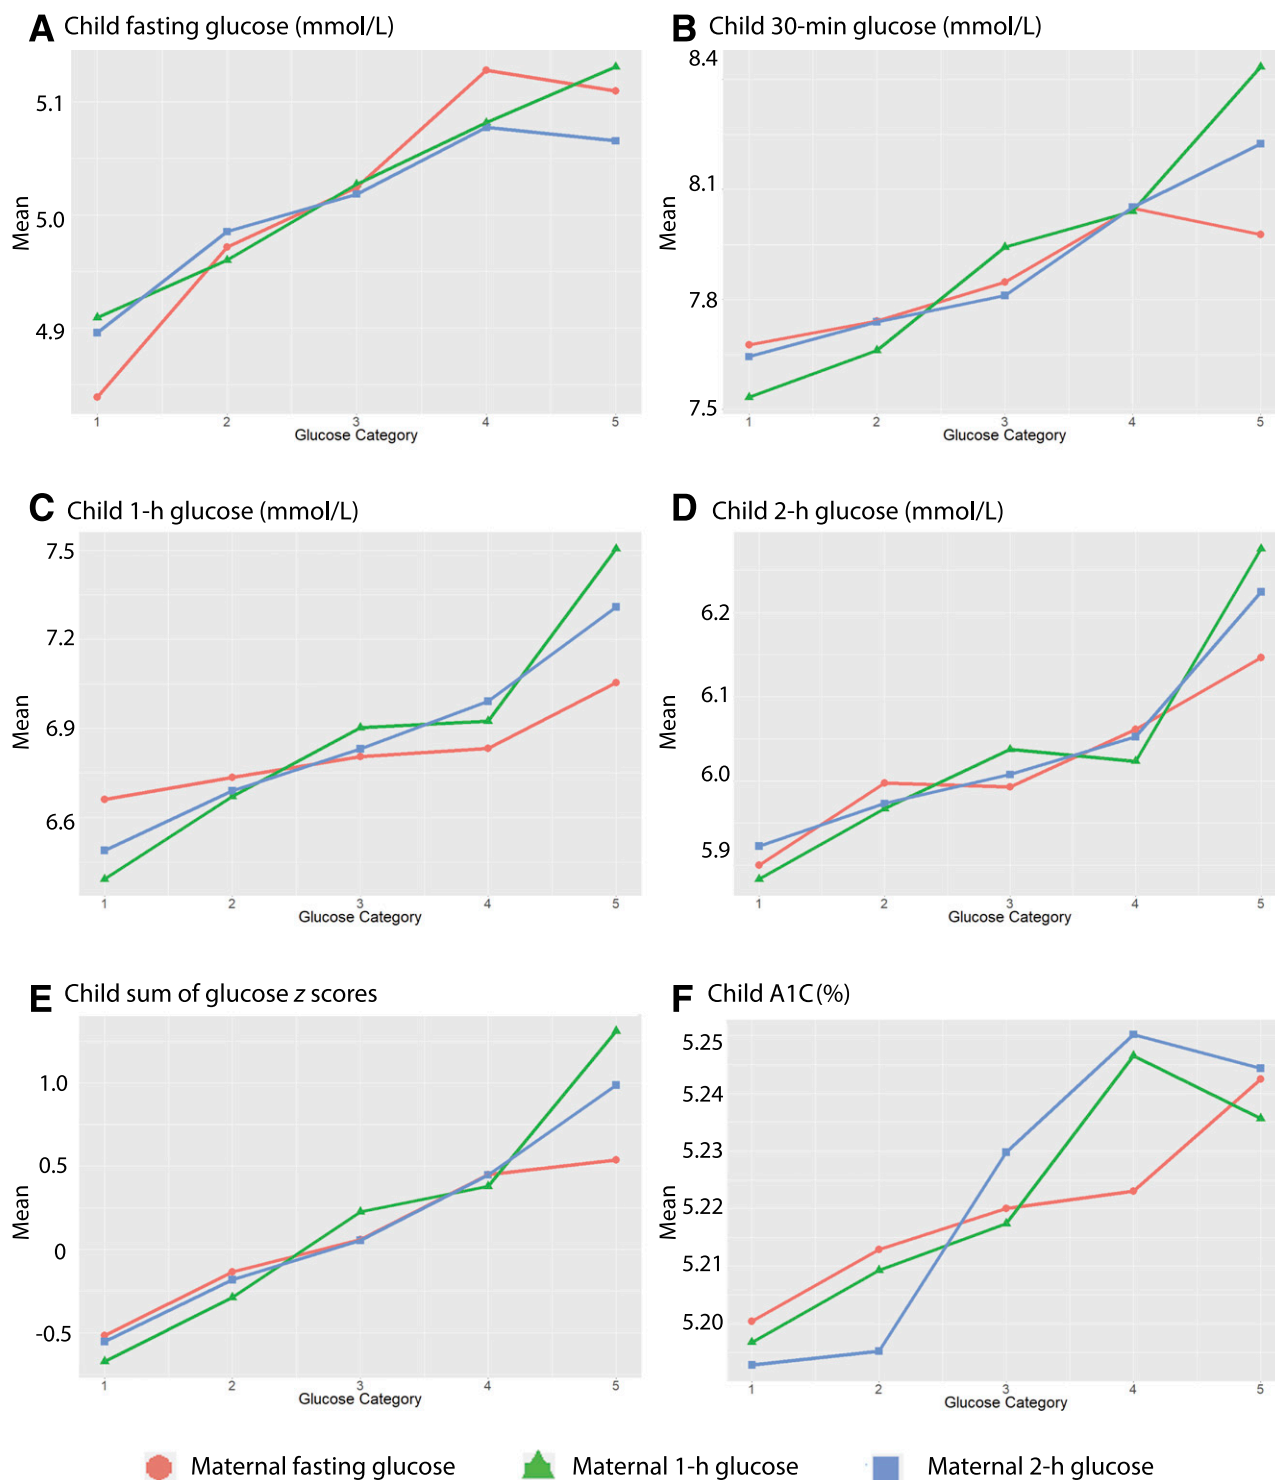 A Child fasting glucose (mmol/L)
Mean
5.1
5.0
4.9
1 2 3 4 5
Glucose Category
B Child 30-min glucose (mmol/L)
Mean
8.4
8.1
7.8
7.5
1 2 3 4 5
Glucose Category
C Child 1-h glucose (mmol/L)
Mean
7.5
7.2
6.9
6.6
1 2 3 4 5
Glucose Category
D Child 2-h glucose (mmol/L)
Mean
6.2
6.1
6.0
5.9
1 2 3 4 5
Glucose Category
E Child sum of glucose z scores
Mean
1.0
0.5
0
-0.5
1 2 3 4 5
Glucose Category
F Child A1C(%)
Mean
5.25
5.24
5.23
5.22
5.21
5.20
1 2 3 4 5
Glucose Category
Maternal fasting glucose Maternal 1-h glucose Maternal 2-h glucose